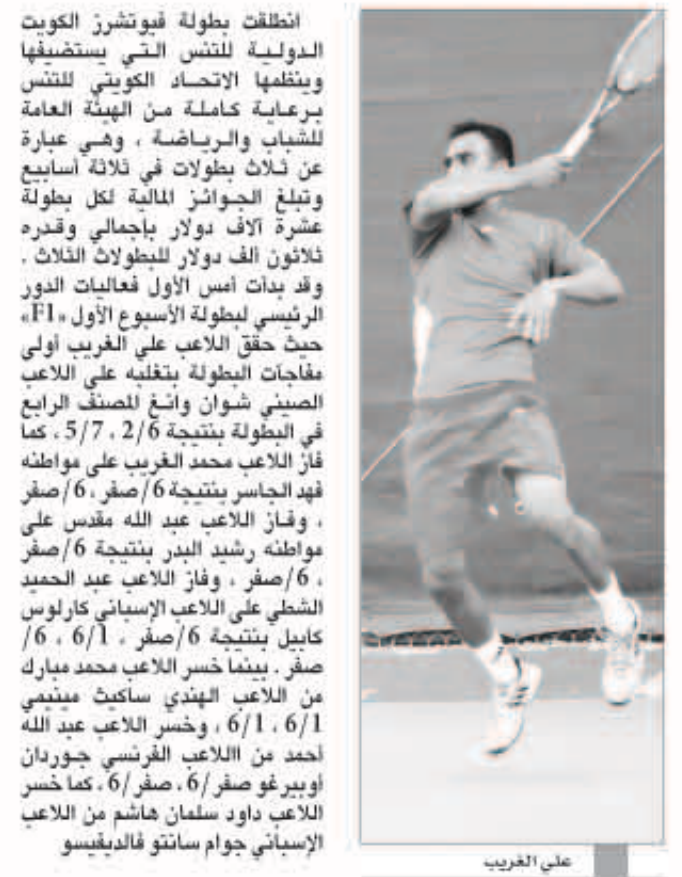 انطلقت بطولة فيوتشرز الكويت
الدولية للتنس التي يستضيفها
وينظمها الاتحاد الكويتي للتنس
برعاية كاملة من الهيئة العامة
للشباب والرياضة ، وهي عبارة
عن ثلاث بطولات في ثلاثة أسابيع
وتبلغ الجوائز المالية لكل بطولة
عشرة آلاف دولار بإجمالي وقدره
ثلاثون ألف دولار للبطولات الثلاث .
وقد بدأت أمس الأول فعاليات الدور
الرئيسي لبطولة الأسبوع الأول «F1»
حيث حقق اللاعب علي الغريب أولى
مفاجآت البطولة بتغلبه على اللاعب
الصيني شوان وانغ المصنف الرابع
في البطولة بنتيجة 2/6 ، 5/7 ، كما
فاز اللاعب محمد الغريب على مواطنه
فهد الجاسر بنتيجة 6/صفر ، 6/صفر
، وفاز اللاعب عبد الله مقدس على
مواطنه رشيد البدر بنتيجة 6/صفر
، 6/صفر ، وفاز اللاعب عبد الحميد
الشطي على اللاعب الإسباني كارلوس
كابيل بنتيجة 6/صفر ، 6/1 ، 6/
صفر . بينما خسر اللاعب محمد مبارك
من اللاعب الهندي ساكيث مينيمي
6/1 ، 6/1 ، وخسر اللاعب عبد الله
أحمد من االلاعب الفرنسي جوردان
أوبيرغو صفر/6 ، صفر/6 ، كما خسر
اللاعب داود سلمان هاشم من اللاعب
الإسباني جوام سانتو فالديفيسو
علي الغريب